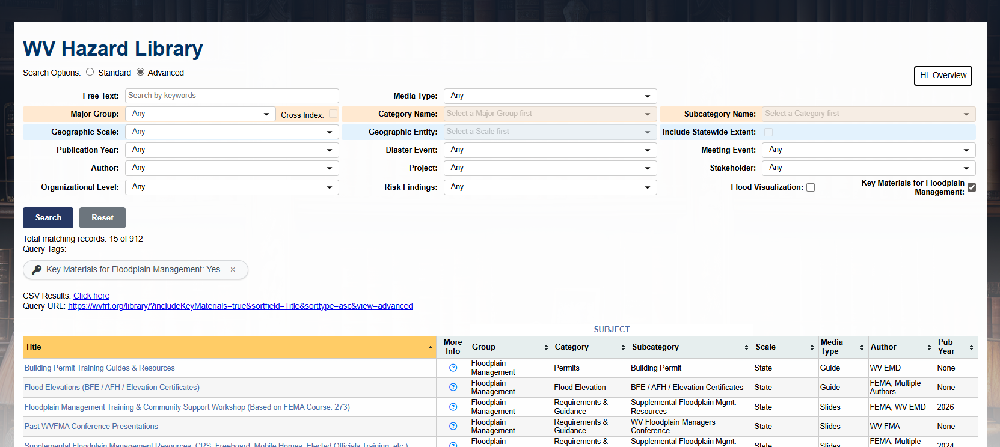 WV Hazard Library
Search Options: Standard Advanced
HL Overview
Free Text: Search by keywords Media Type: - Any -
Major Group: - Any - Cross Index: Category Name: Select a Major Group first Subcategory Name: Select a Category first
Geographic Scale: - Any - Geographic Entity: Select a Scale first Include Statewide Extent:
Publication Year: - Any - Diaster Event: - Any - Meeting Event: - Any -
Author: - Any - Project: - Any - Stakeholder: - Any -
Organizational Level: - Any - Risk Findings: - Any - Flood Visualization: Key Materials for Floodplain
Management:
Search Reset
Total matching records: 15 of 912
Query Tags:
Key Materials for Floodplain Management: Yes ×
CSV Results: Click here
Query URL: https://wvfrf.org/library/?includeKeyMaterials=true&sortfield=Title&sorttype=asc&view=advanced
SUBJECT
Title More Info Group Category Subcategory Scale Media Type Author Pub Year
Building Permit Training Guides & Resources Floodplain Management Permits Building Permit State Guide WV EMD None
Flood Elevations (BFE / AFH / Elevation Certificates) Floodplain Management Flood Elevation BFE / AFH / Elevation Certificates State Guide FEMA, Multiple Authors None
Floodplain Management Training & Community Support Workshop (Based on FEMA Course: 273) Floodplain Management Requirements & Guidance Supplemental Floodplain Mgmt. Resources State Slides FEMA, WV EMD 2026
Past WVFMA Conference Presentations Floodplain Management Requirements & Guidance WV Floodplain Managers Conference State Slides WV FMA None
Supplemental Floodplain Management Resources: CRS, Freeboard, Mobile Homes, Elected Officials Training, etc.) Floodplain Requirements & Supplemental Floodplain Mgmt. State Slides FEMA, Multiple 2024